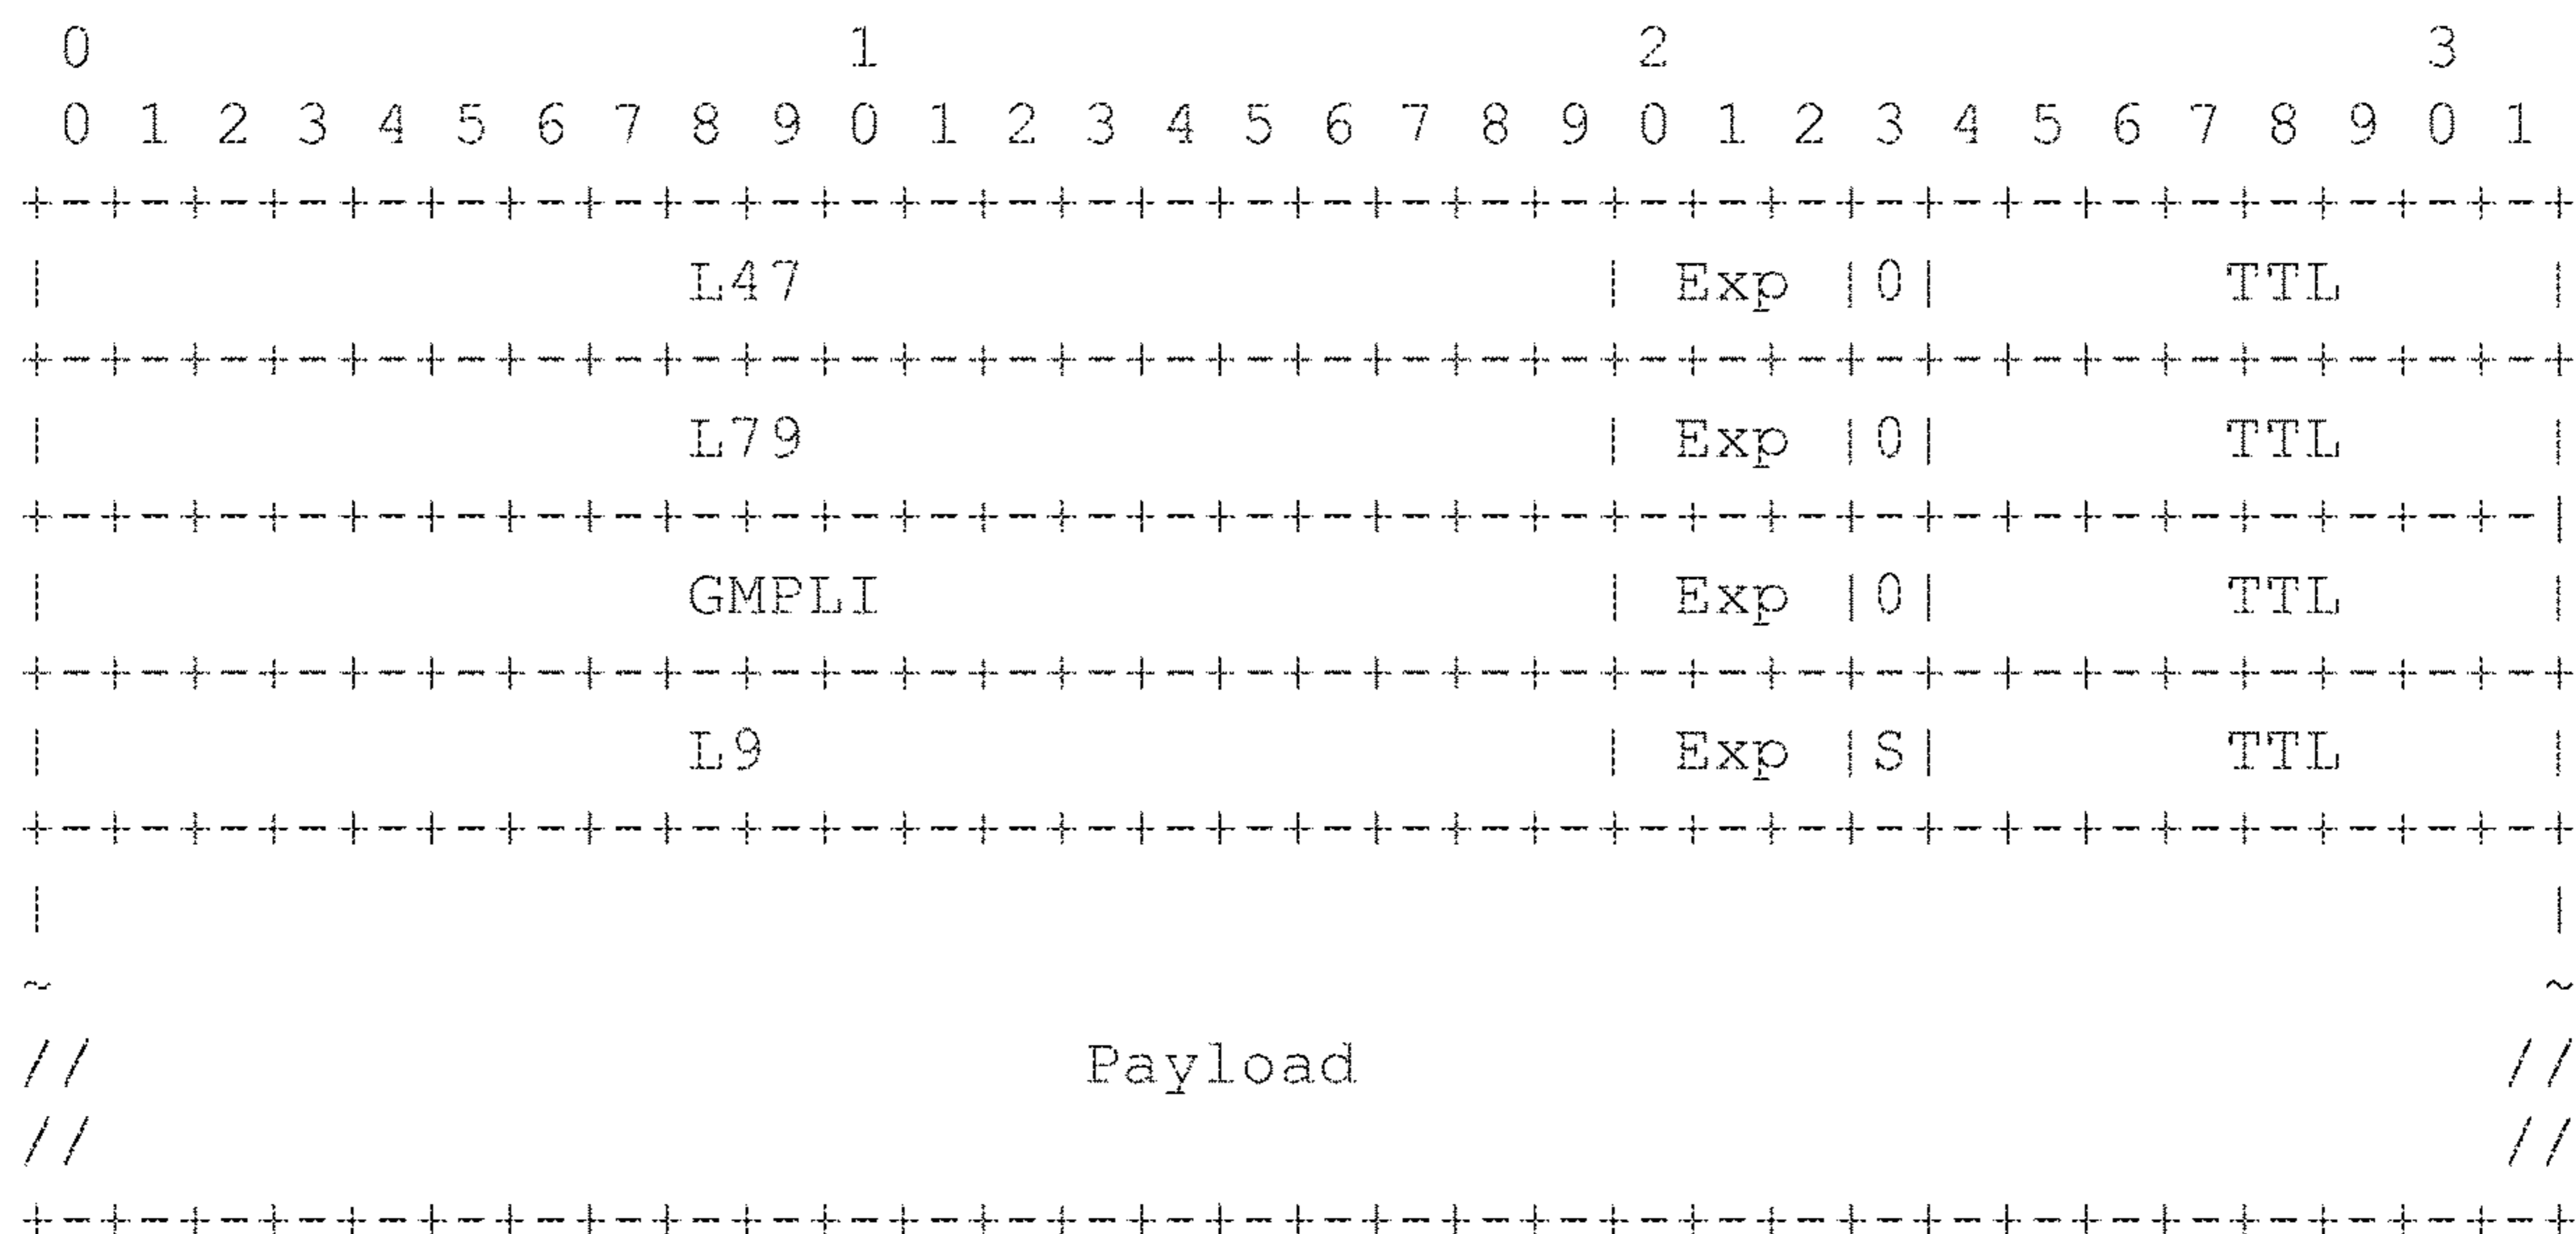 0                   1                   2                   3
 0 1 2 3 4 5 6 7 8 9 0 1 2 3 4 5 6 7 8 9 0 1 2 3 4 5 6 7 8 9 0 1
+-+-+-+-+-+-+-+-+-+-+-+-+-+-+-+-+-+-+-+-+-+-+-+-+-+-+-+-+-+-+-+-+
|                L47                    | Exp |0|       TTL     |
+-+-+-+-+-+-+-+-+-+-+-+-+-+-+-+-+-+-+-+-+-+-+-+-+-+-+-+-+-+-+-+-+
|                L79                    | Exp |0|       TTL     |
+-+-+-+-+-+-+-+-+-+-+-+-+-+-+-+-+-+-+-+-+-+-+-+-+-+-+-+-+-+-+-+-|
|                GMPLI                  | Exp |0|       TTL     |
+-+-+-+-+-+-+-+-+-+-+-+-+-+-+-+-+-+-+-+-+-+-+-+-+-+-+-+-+-+-+-+-+
|                L9                     | Exp |S|       TTL     |
+-+-+-+-+-+-+-+-+-+-+-+-+-+-+-+-+-+-+-+-+-+-+-+-+-+-+-+-+-+-+-+-+
|                                                               |
~                                                               ~
//                         Payload                             //
//                                                             //
+-+-+-+-+-+-+-+-+-+-+-+-+-+-+-+-+-+-+-+-+-+-+-+-+-+-+-+-+-+-+-+-+